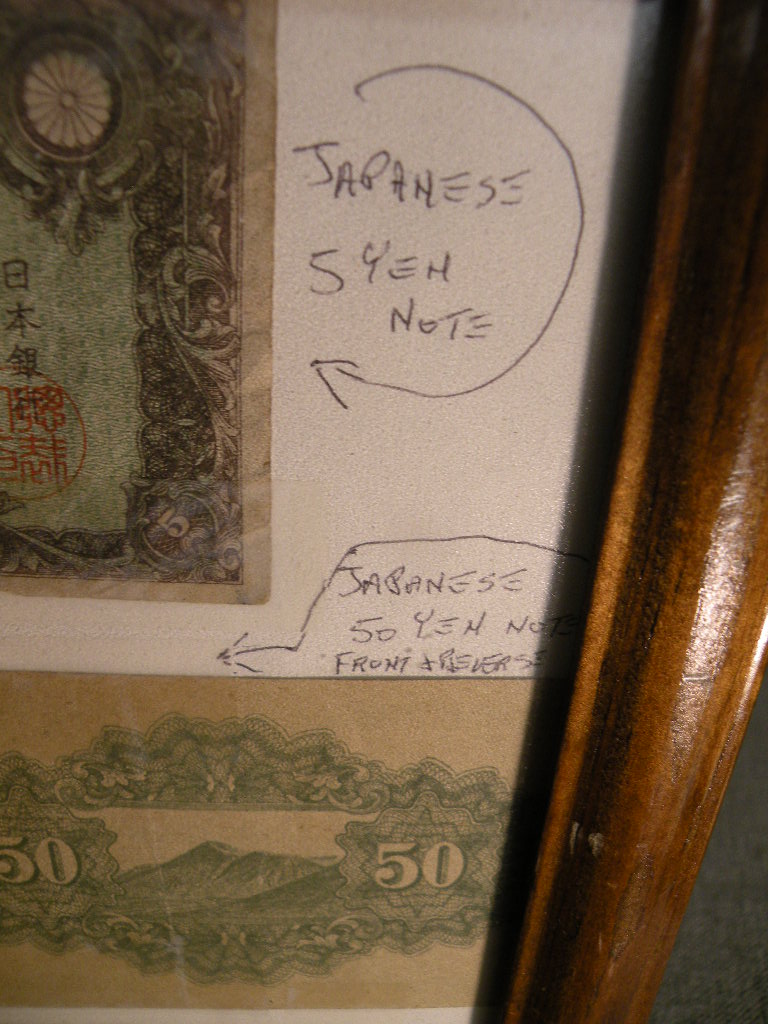 JAPANESE
5 YEN
NOTE
日本銀
5
JAPANESE
50 YEN NOTE
FRONT & REVERSE
50 50